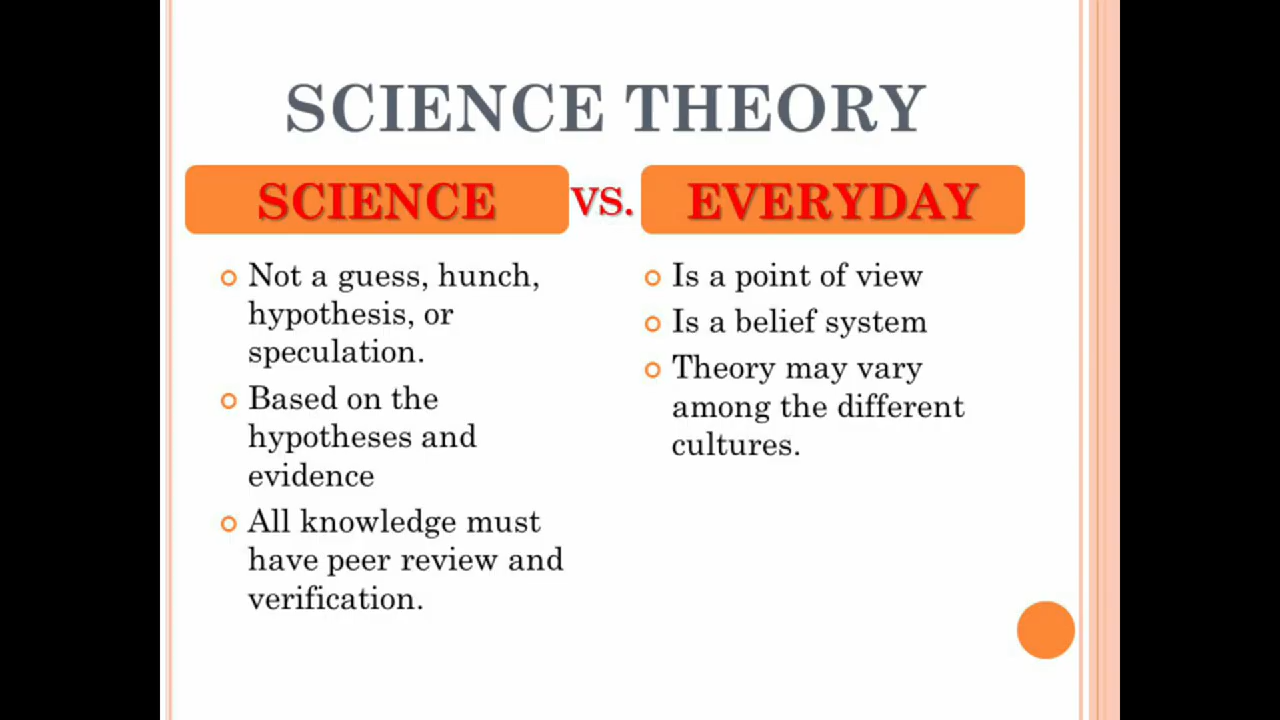 SCIENCE THEORY
SCIENCE VS. EVERYDAY
Not a guess, hunch,
hypothesis, or
speculation.
Based on the
hypotheses and
evidence
All knowledge must
have peer review and
verification.
Is a point of view
Is a belief system
Theory may vary
among the different
cultures.